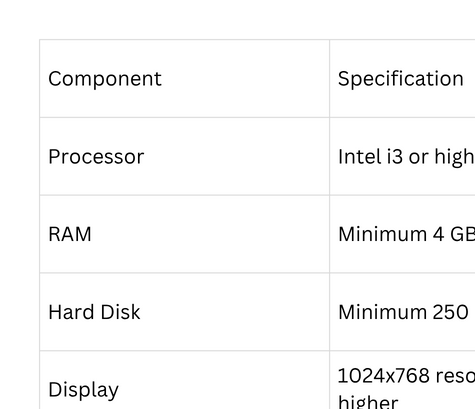 Component Specification
Processor Intel i3 or high
RAM Minimum 4 GB
Hard Disk Minimum 250
Display 1024x768 reso
higher